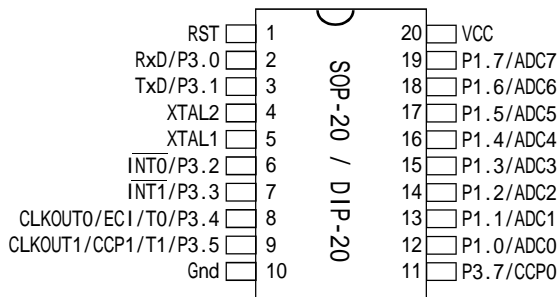 RST 1 20 VCC
RxD/P3.0 2 19 P1.7/ADC7
TxD/P3.1 3 18 P1.6/ADC6
XTAL2 4 17 P1.5/ADC5
XTAL1 5 16 P1.4/ADC4
INT0/P3.2 6 15 P1.3/ADC3
INT1/P3.3 7 14 P1.2/ADC2
CLKOUT0/ECI/T0/P3.4 8 13 P1.1/ADC1
CLKOUT1/CCP1/T1/P3.5 9 12 P1.0/ADC0
Gnd 10 11 P3.7/CCP0
SOP-20 / DIP-20